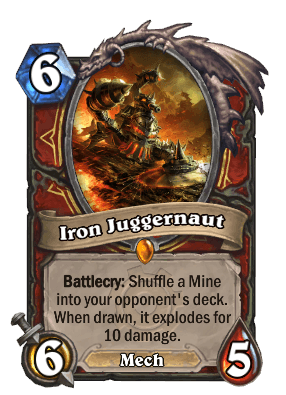 6
Iron Juggernaut
Battlecry: Shuffle a Mine
into your opponent's deck.
When drawn, it explodes for
10 damage.
6
Mech
5